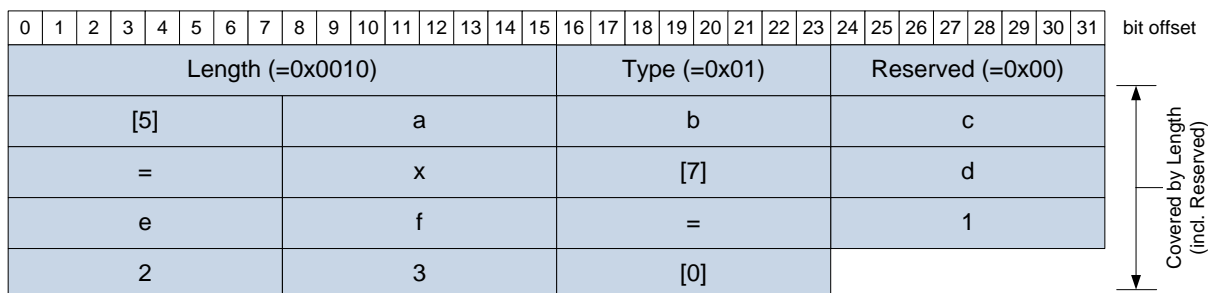 0 1 2 3 4 5 6 7 8 9 10 11 12 13 14 15 16 17 18 19 20 21 22 23 24 25 26 27 28 29 30 31 bit offset
Length (=0x0010) Type (=0x01) Reserved (=0x00)
[5] a b c
= x [7] d
e f = 1
2 3 [0]
Covered by Length
(incl. Reserved)